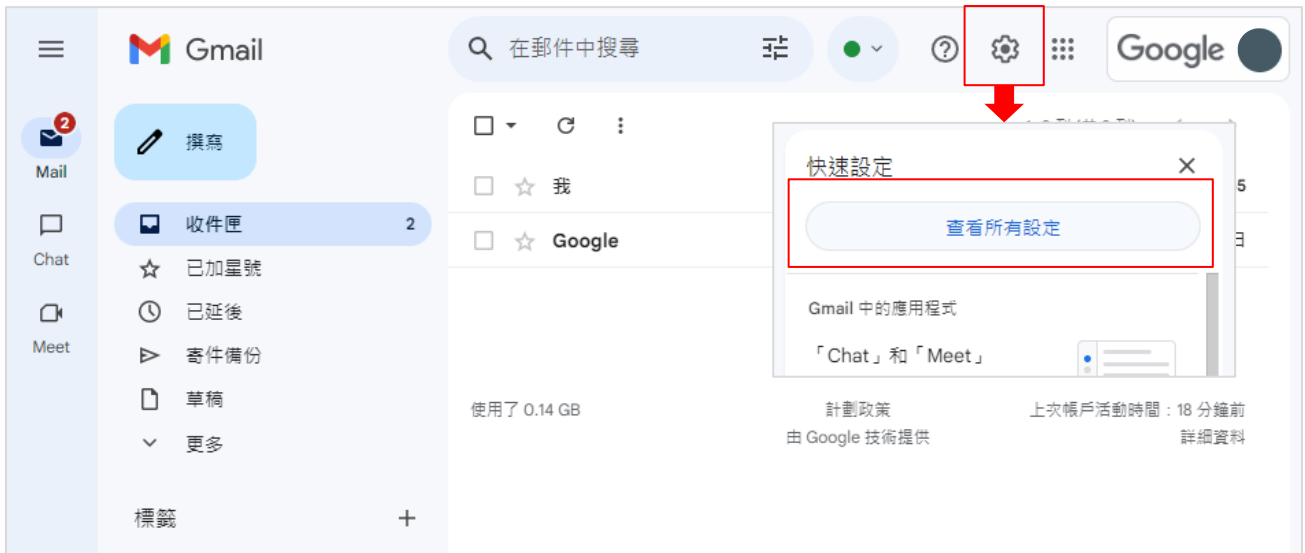 Gmail
在郵件中搜尋
Google
2
Mail
撰寫
快速設定
我
5
查看所有設定
Chat
收件匣
2
Google
日
已加星號
Meet
已延後
Gmail 中的應用程式
寄件備份
「Chat」和「Meet」
草稿
使用了 0.14 GB
計劃政策
上次帳戶活動時間:18 分鐘前
更多
由 Google 技術提供
詳細資料
標籤